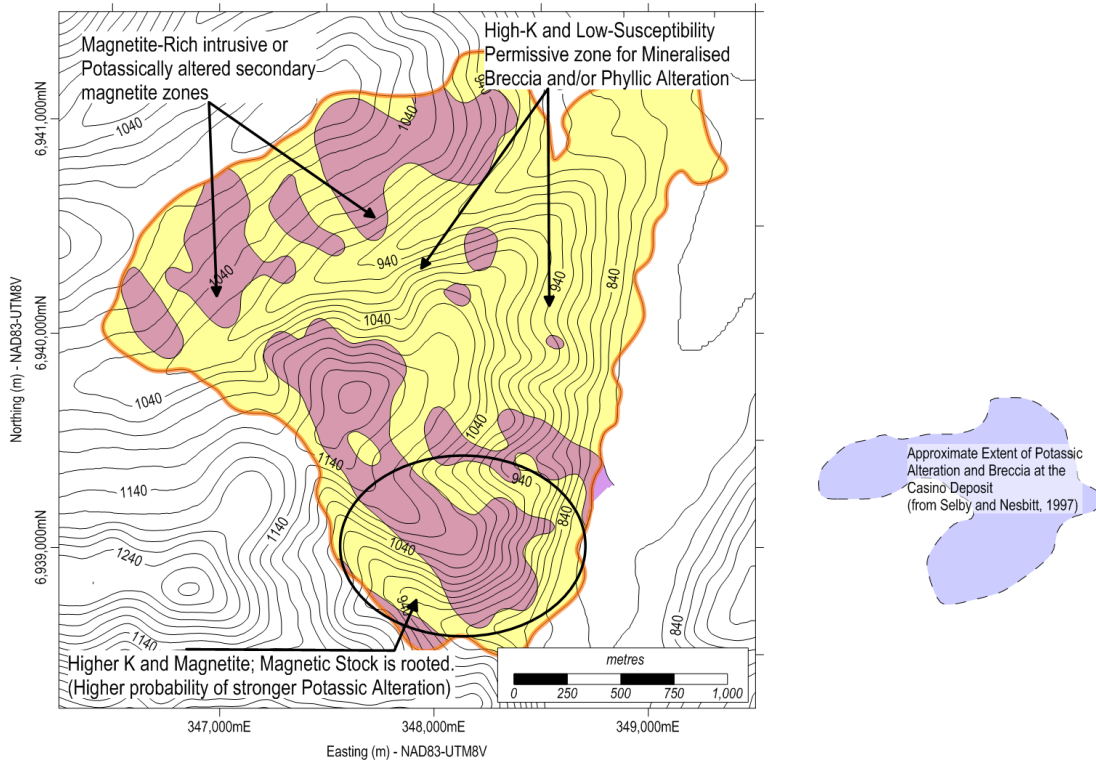 Magnetite-Rich intrusive or
Potassically altered secondary
magnetite zones
High-K and Low-Susceptibility
Permissive zone for Mineralised
Breccia and/or Phyllic Alteration
1040
1040
940
6,941,000mN
1040
940
940
840
1040
6,940,000mN
Northing (m) - NAD83-UTM8V
1040
1040
1140
940
1140
1140
840
1040
6,939,000mN
1240
940
840
1140
Higher K and Magnetite; Magnetic Stock is rooted.
(Higher probability of stronger Potassic Alteration)
metres
0 250 500 750 1,000
347,000mE 348,000mE 349,000mE
Easting (m) - NAD83-UTM8V
Approximate Extent of Potassic
Alteration and Breccia at the
Casino Deposit
(from Selby and Nesbitt, 1997)